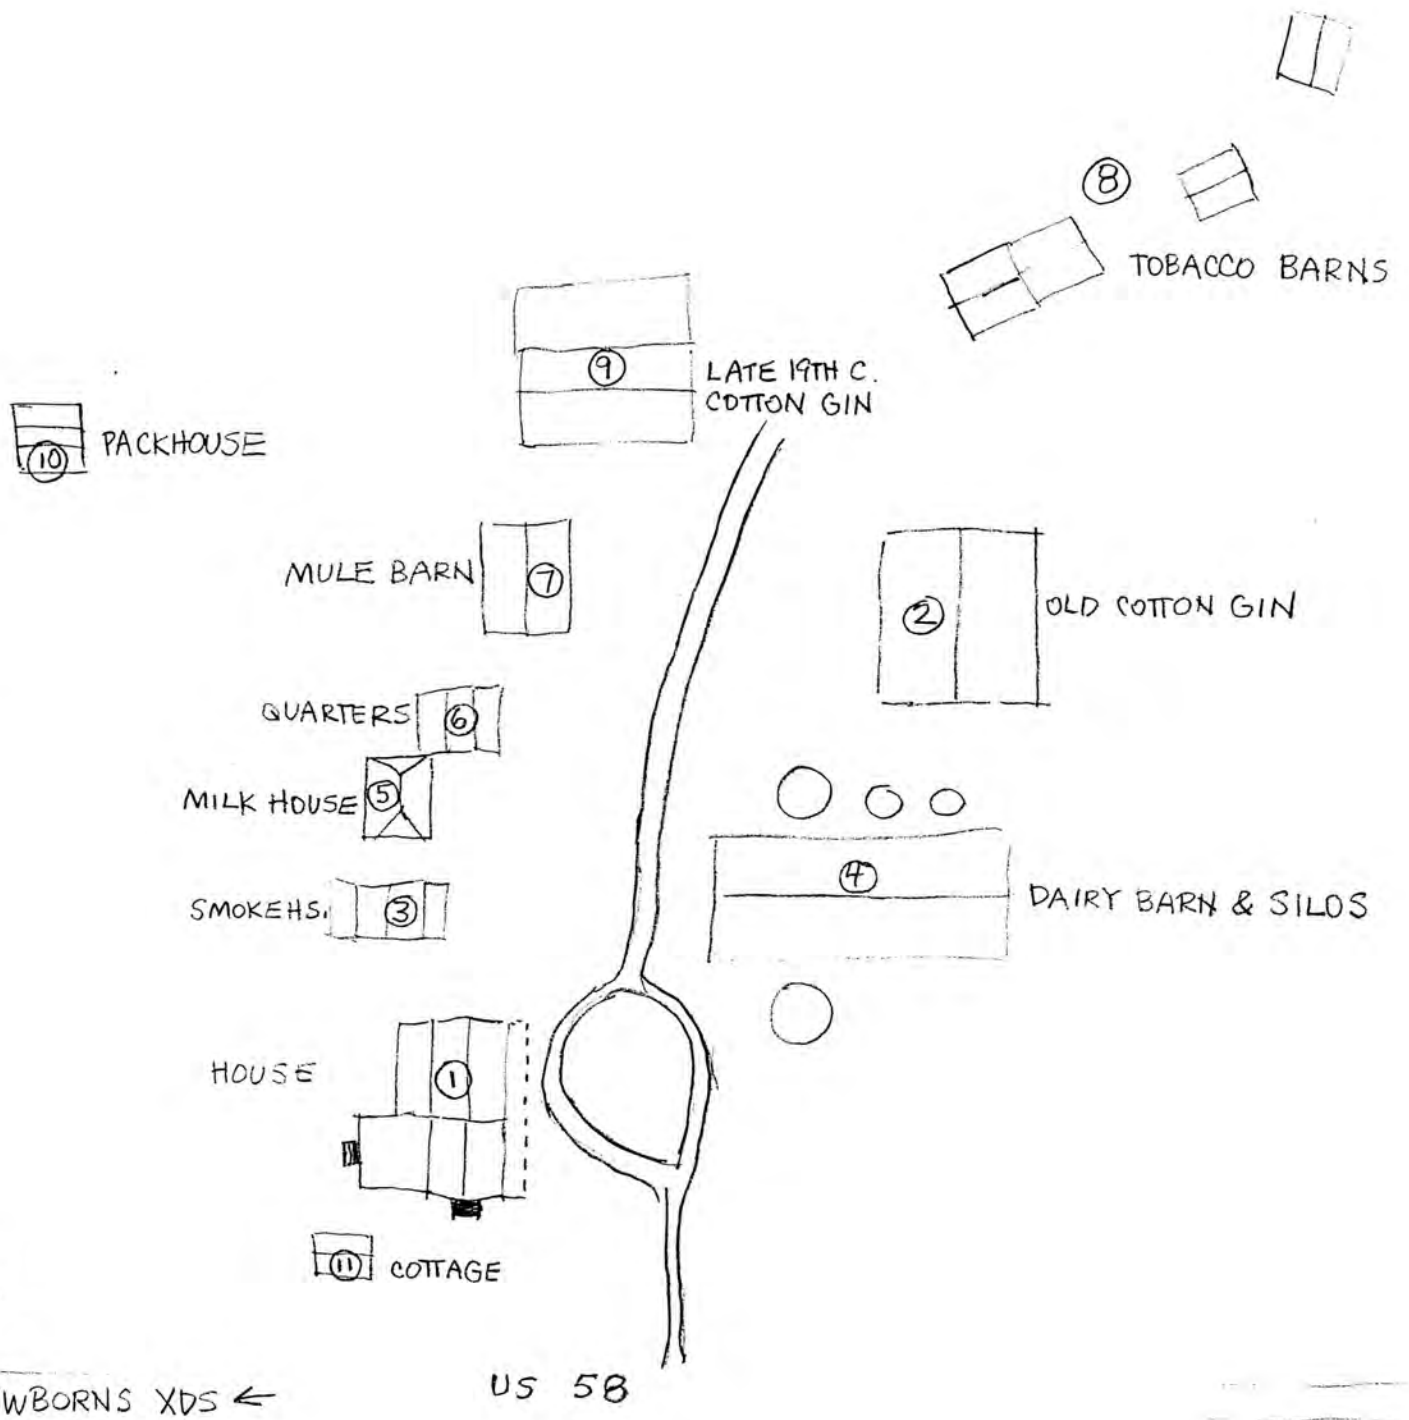 8
TOBACCO BARNS
9
LATE 19TH C.
COTTON GIN
10
PACKHOUSE
MULE BARN
7
2
OLD COTTON GIN
QUARTERS
6
MILK HOUSE
5
4
DAIRY BARN & SILOS
SMOKEHS.
3
HOUSE
1
11
COTTAGE
US 58
WBORNS XDS ←